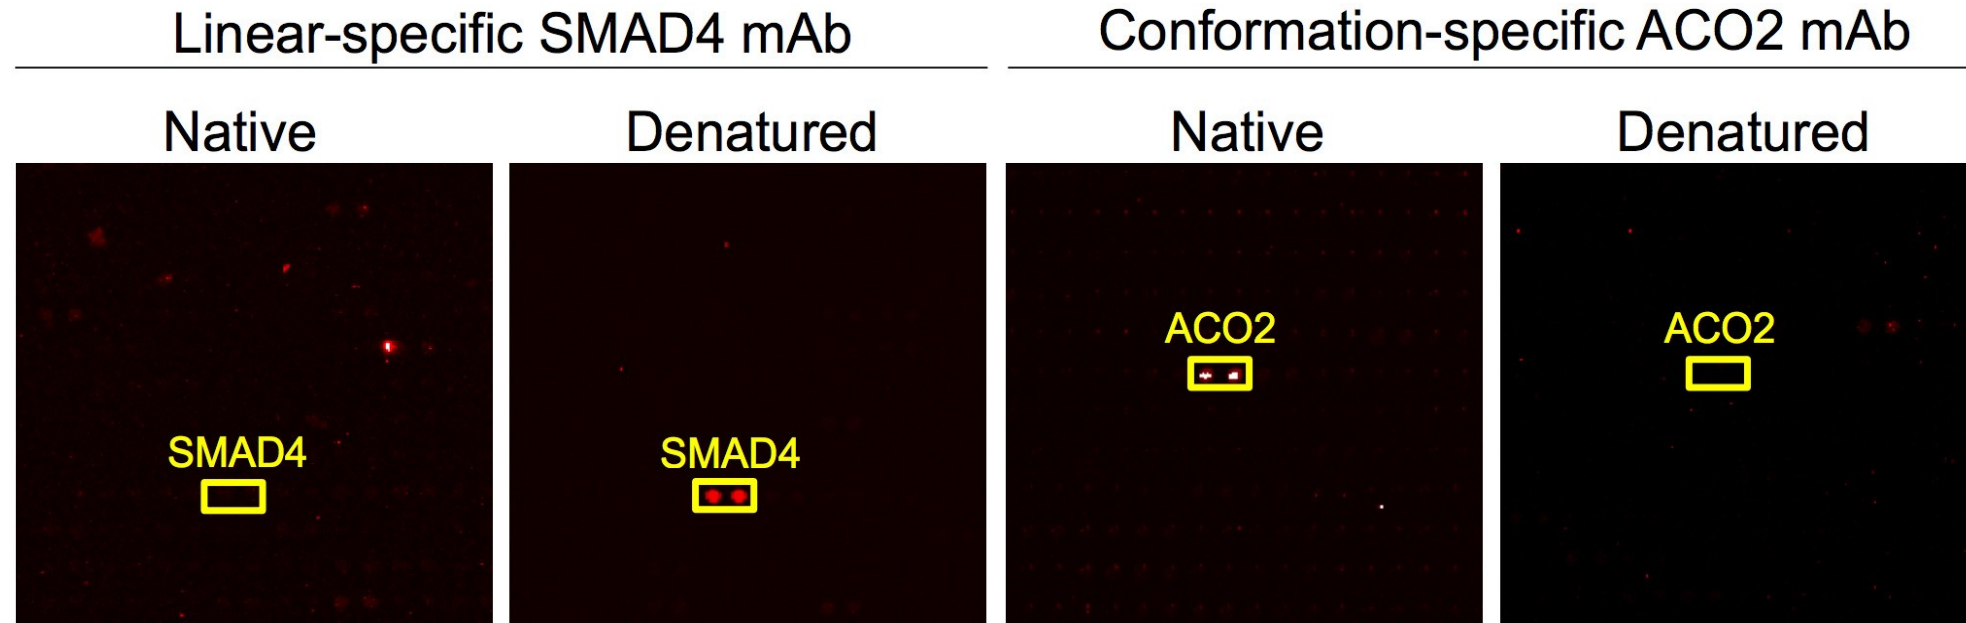 Linear-specific SMAD4 mAb
Conformation-specific ACO2 mAb
Native
Denatured
Native
Denatured
SMAD4
SMAD4
ACO2
ACO2